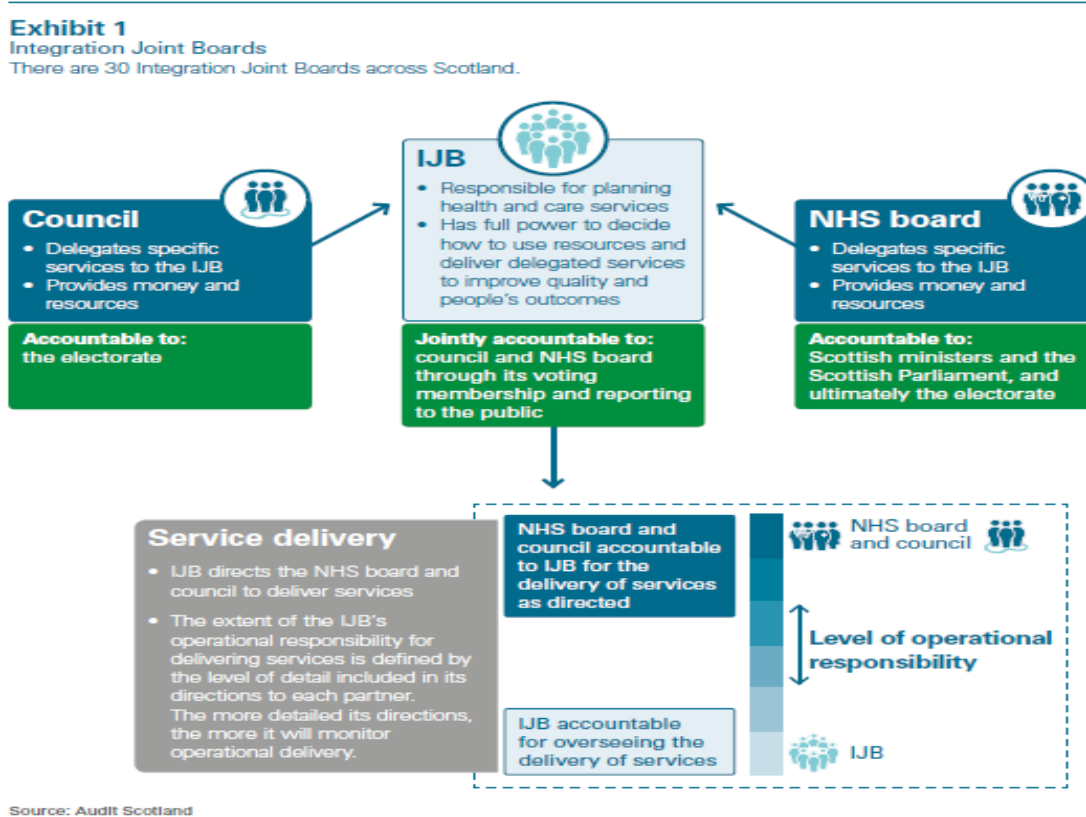 Exhibit 1
Integration Joint Boards
There are 30 Integration Joint Boards across Scotland.
Council
• Delegates specific
services to the IJB
• Provides money and
resources
Accountable to:
the electorate
IJB
• Responsible for planning
health and care services
• Has full power to decide
how to use resources and
deliver delegated services
to improve quality and
people's outcomes
Jointly accountable to:
council and NHS board
through its voting
membership and reporting
to the public
NHS board
• Delegates specific
services to the IJB
• Provides money and
resources
Accountable to:
Scottish ministers and the
Scottish Parliament, and
ultimately the electorate
Service delivery
• IJB directs the NHS board and
council to deliver services
• The extent of the IJB's
operational responsibility for
delivering services is defined by
the level of detail included in its
directions to each partner.
The more detailed its directions,
the more it will monitor
operational delivery.
NHS board and
council accountable
to IJB for the
delivery of services
as directed
IJB accountable
for overseeing the
delivery of services
NHS board
and council
Level of operational
responsibility
IJB
Source: Audit Scotland